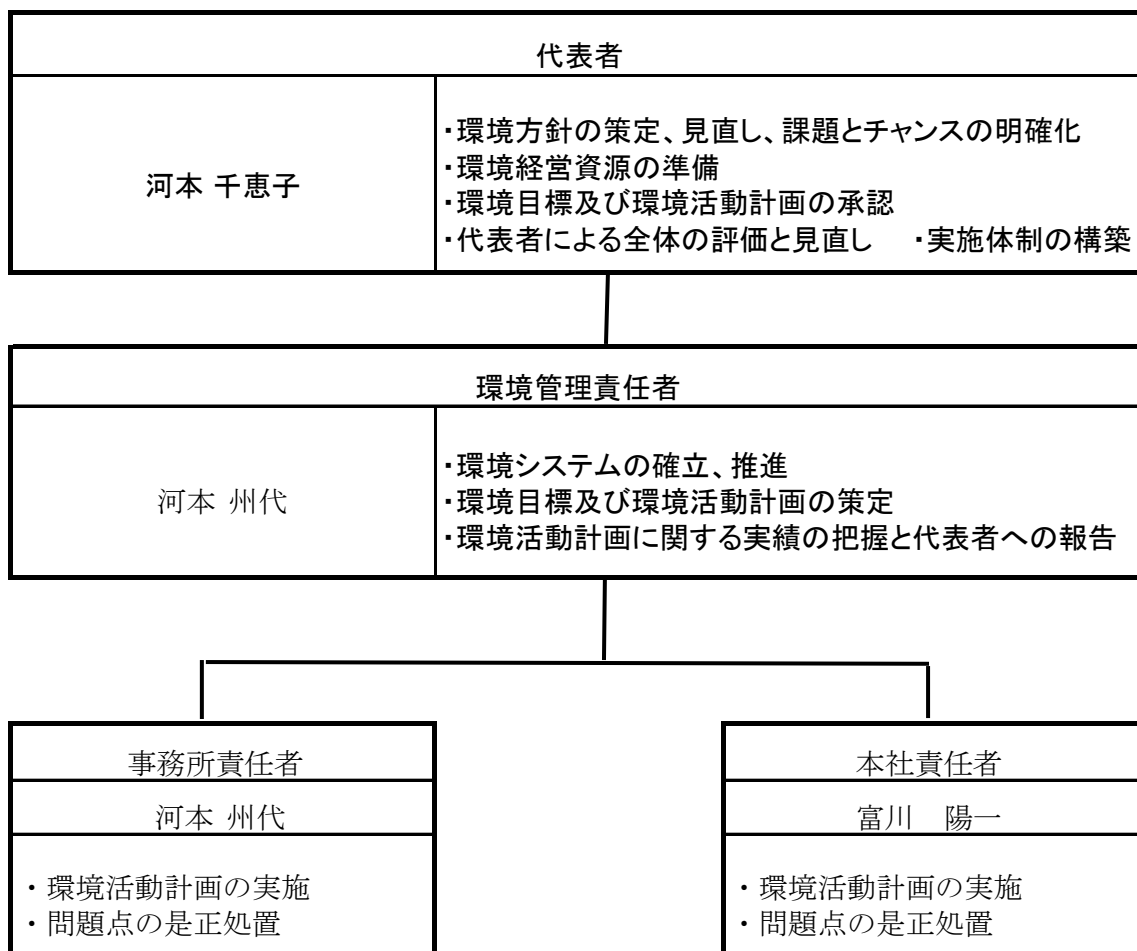 代表者
河本 千恵子
・環境方針の策定、見直し、課題とチャンスの明確化
・環境経営資源の準備
・環境目標及び環境活動計画の承認
・代表者による全体の評価と見直し　・実施体制の構築
環境管理責任者
河本 州代
・環境システムの確立、推進
・環境目標及び環境活動計画の策定
・環境活動計画に関する実績の把握と代表者への報告
事務所責任者
河本 州代
・環境活動計画の実施
・問題点の是正処置
本社責任者
富川　陽一
・環境活動計画の実施
・問題点の是正処置